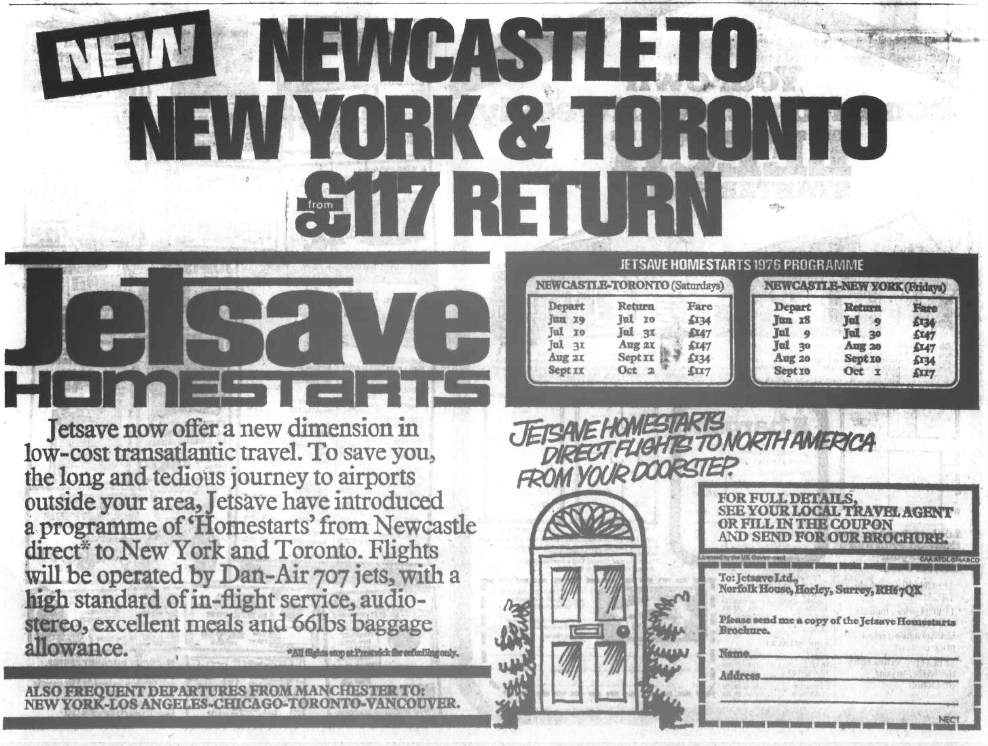 NEW
NEWCASTLE TO
NEW YORK & TORONTO
from £117 RETURN
Jetsave
HOMESTARTS
Jetsave now offer a new dimension in
low-cost transatlantic travel. To save you,
the long and tedious journey to airports
outside your area, Jetsave have introduced
a programme of 'Homestarts' from Newcastle
direct* to New York and Toronto. Flights
will be operated by Dan-Air 707 jets, with a
high standard of in-flight service, audio-
stereo, excellent meals and 66lbs baggage
allowance.
*All flights stop at Prestwick for refuelling only.
ALSO FREQUENT DEPARTURES FROM MANCHESTER TO:
NEW YORK-LOS ANGELES-CHICAGO-TORONTO-VANCOUVER.
JETSAVE HOMESTARTS 1976 PROGRAMME
NEWCASTLE-TORONTO (Saturdays)
Depart Return Fare
Jun 19 Jul 10 £134
Jul 10 Jul 31 £147
Jul 31 Aug 21 £147
Aug 21 Sept 11 £134
Sept 11 Oct 2 £117
NEWCASTLE-NEW YORK (Fridays)
Depart Return Fare
Jun 18 Jul 9 £134
Jul 9 Jul 30 £147
Jul 30 Aug 20 £147
Aug 20 Sept 10 £134
Sept 10 Oct 1 £117
JETSAVE HOMESTARTS
DIRECT FLIGHTS TO NORTH AMERICA
FROM YOUR DOORSTEP.
FOR FULL DETAILS,
SEE YOUR LOCAL TRAVEL AGENT
OR FILL IN THE COUPON
AND SEND FOR OUR BROCHURE.
Licensed by the UK Government
CAA ATOL
To: Jetsave Ltd.,
Norfolk House, Horley, Surrey, RH6 7QX
Please send me a copy of the Jetsave Homestarts
Brochure.
Name
Address
NECT